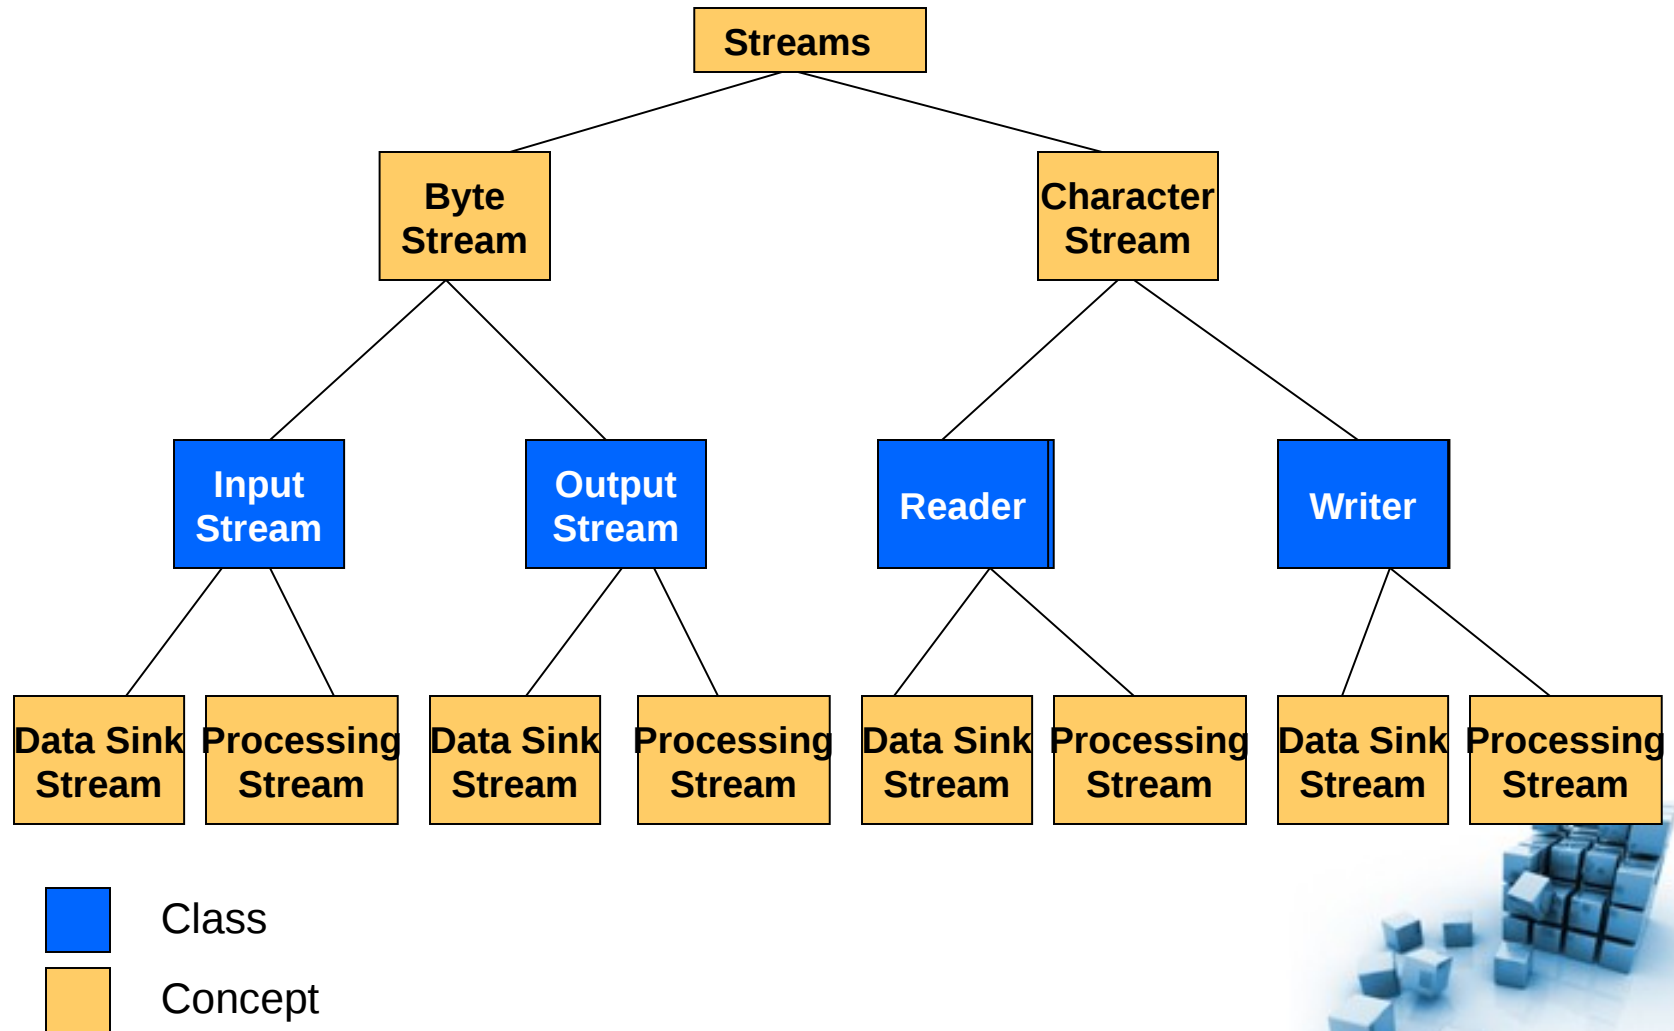 Streams
Byte
Stream
Character
Stream
Input
Stream
Output
Stream
Reader
Writer
Data Sink
Stream
Processing
Stream
Data Sink
Stream
Processing
Stream
Data Sink
Stream
Processing
Stream
Data Sink
Stream
Processing
Stream
Class
Concept